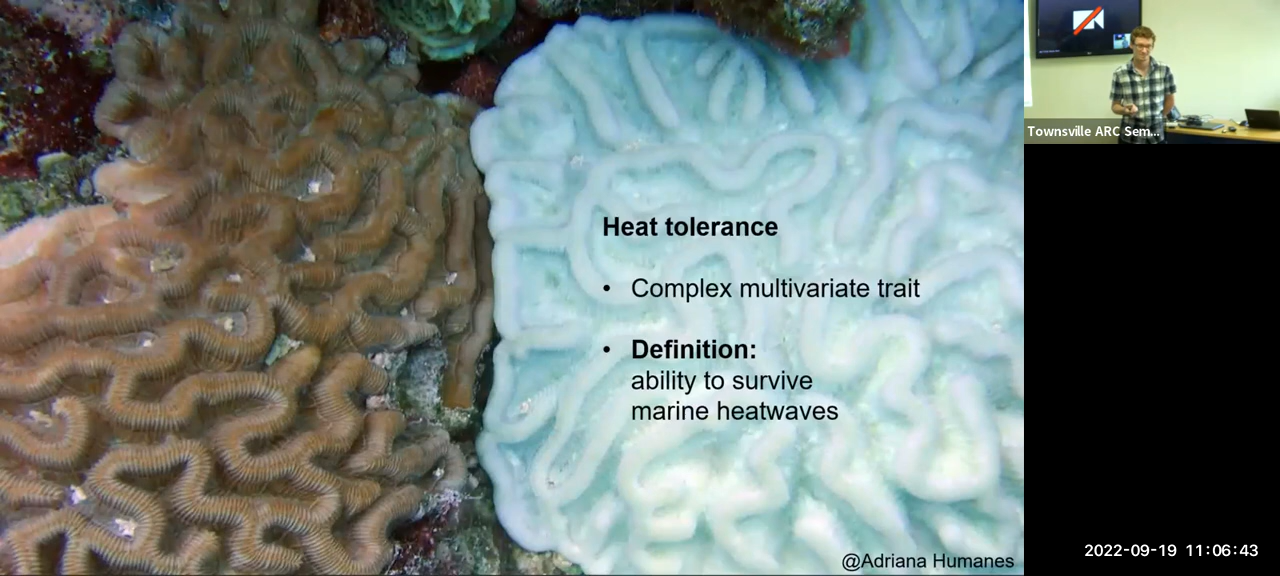 Heat tolerance
• Complex multivariate trait
• Definition:
ability to survive
marine heatwaves
@Adriana Humanes
Townsville ARC Sem...
2022-09-19 11:06:43